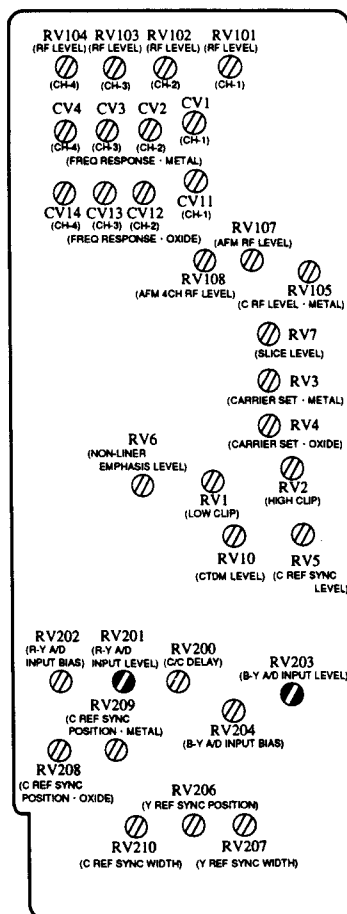 RV104 RV103 RV102 RV101
(RF LEVEL) (RF LEVEL) (RF LEVEL) (RF LEVEL)
(CH-4) (CH-3) (CH-2) (CH-1)
CV4 CV3 CV2 CV1
(CH-4) (CH-3) (CH-2) (CH-1)
(FREQ RESPONSE · METAL)
CV14 CV13 CV12 CV11
(CH-4) (CH-3) (CH-2) (CH-1)
(FREQ RESPONSE · OXIDE)
RV107
(AFM RF LEVEL)
RV108
(AFM 4CH RF LEVEL)
RV105
(C RF LEVEL · METAL)
RV7
(SLICE LEVEL)
RV3
(CARRIER SET · METAL)
RV4
(CARRIER SET · OXIDE)
RV6
(NON-LINER
EMPHASIS LEVEL)
RV1
(LOW CLIP)
RV2
(HIGH CLIP)
RV10
(CTDM LEVEL)
RV5
(C REF SYNC
LEVEL)
RV202
(R-Y A/D
INPUT BIAS)
RV201
(R-Y A/D
INPUT LEVEL)
RV200
(C/C DELAY)
RV203
(B-Y A/D INPUT LEVEL)
RV209
(C REF SYNC
POSITION · METAL)
RV204
(B-Y A/D INPUT BIAS)
RV208
(C REF SYNC
POSITION · OXIDE)
RV206
(Y REF SYNC POSITION)
RV210
(C REF SYNC WIDTH)
RV207
(Y REF SYNC WIDTH)